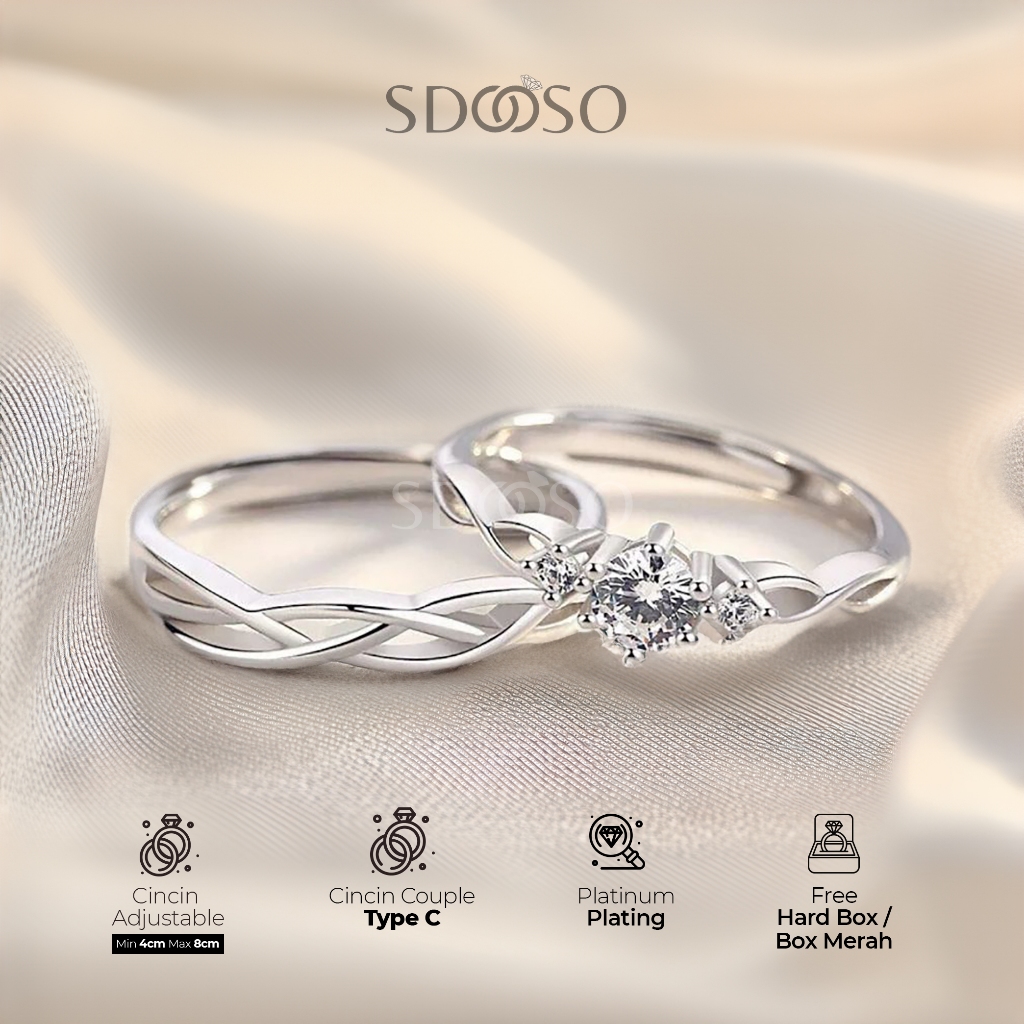 SDOOSO
SDOOSO
Cincin
Adjustable
Min 4cm Max 8cm
Cincin Couple
Type C
Platinum
Plating
Free
Hard Box /
Box Merah